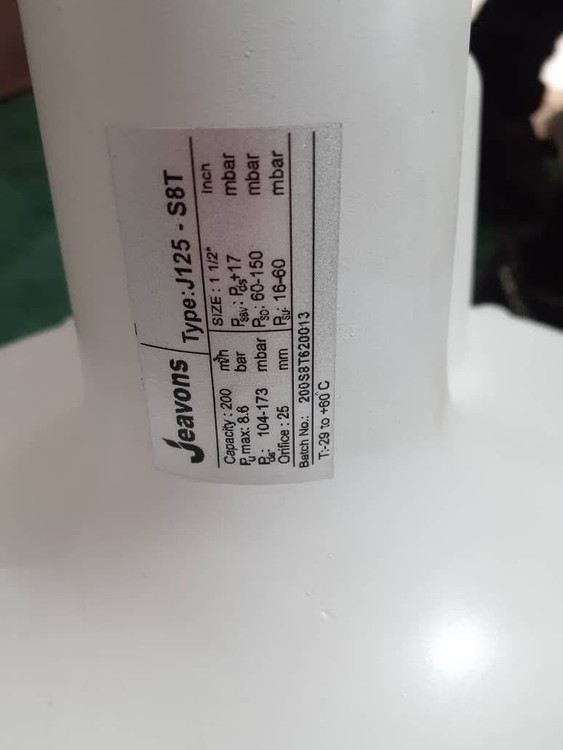 Jeavons Type:J125 - S8T
Capacity : 200 m³/h SIZE : 1 1/2" Inch
Pu max: 8.6 bar PSBV : Pds+17 mbar
Pds: 104-173 mbar PSO: 60-150 mbar
Orifice : 25 mm PSU: 16-60 mbar
Batch No.: 200S8T620013
T:-29 to +60°C